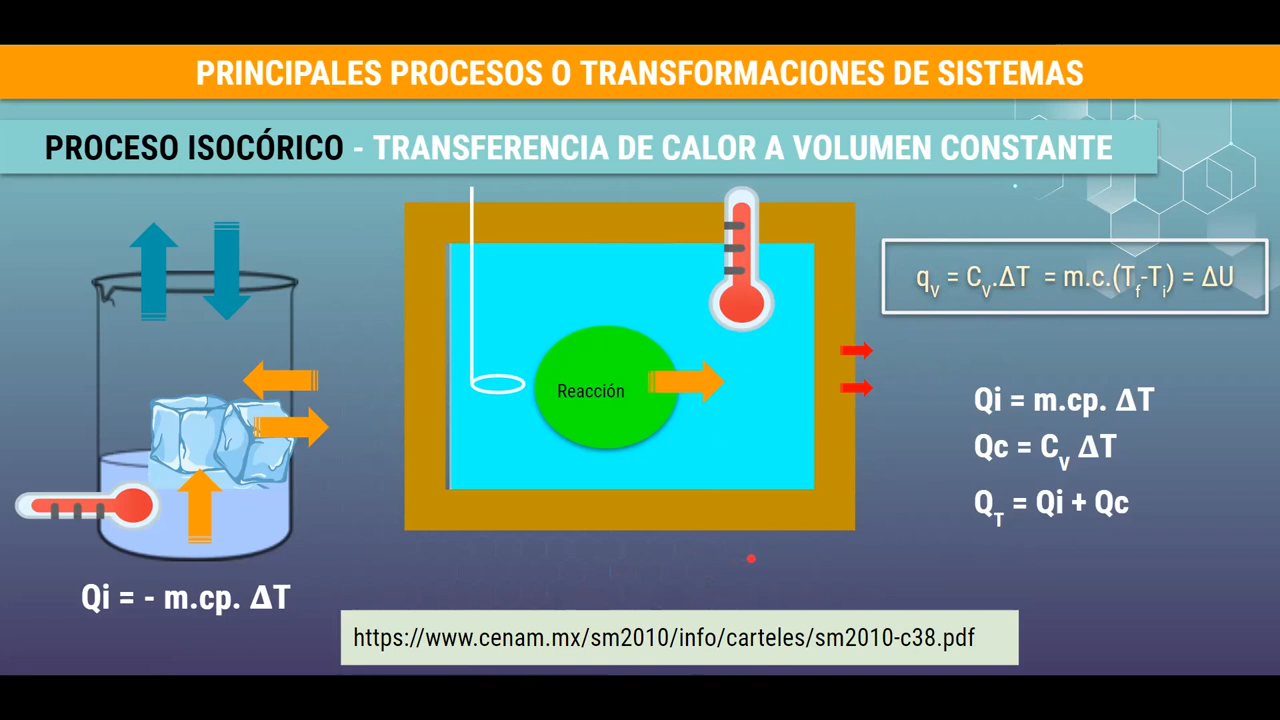 PRINCIPALES PROCESOS O TRANSFORMACIONES DE SISTEMAS
PROCESO ISOCÓRICO - TRANSFERENCIA DE CALOR A VOLUMEN CONSTANTE
qv = Cv.ΔT = m.c.(Tf-Ti) = ΔU
Reacción
Qi = m.cp. ΔT
Qc = Cv ΔT
QT = Qi + Qc
Qi = - m.cp. ΔT
https://www.cenam.mx/sm2010/info/carteles/sm2010-c38.pdf